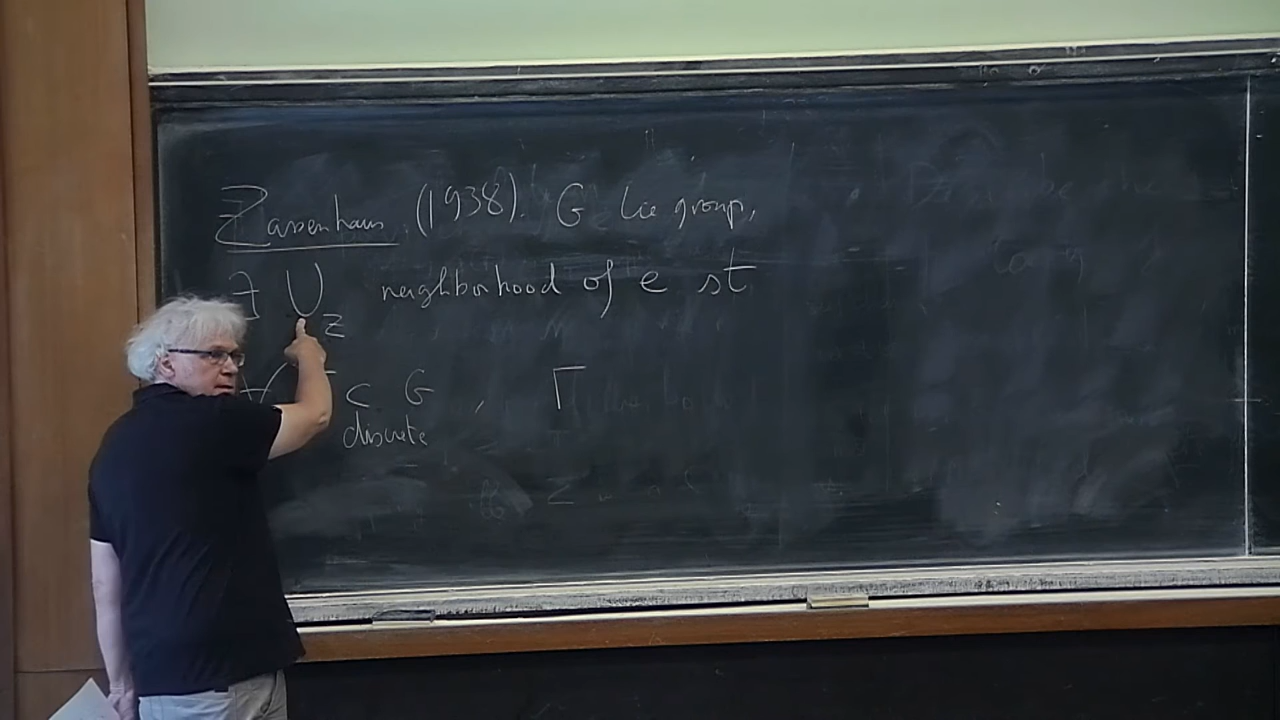 Zassenhaus (1938). G Lie group,
∃ U_Z neighborhood of e st
∀ Γ ⊂ G , Γ
discrete